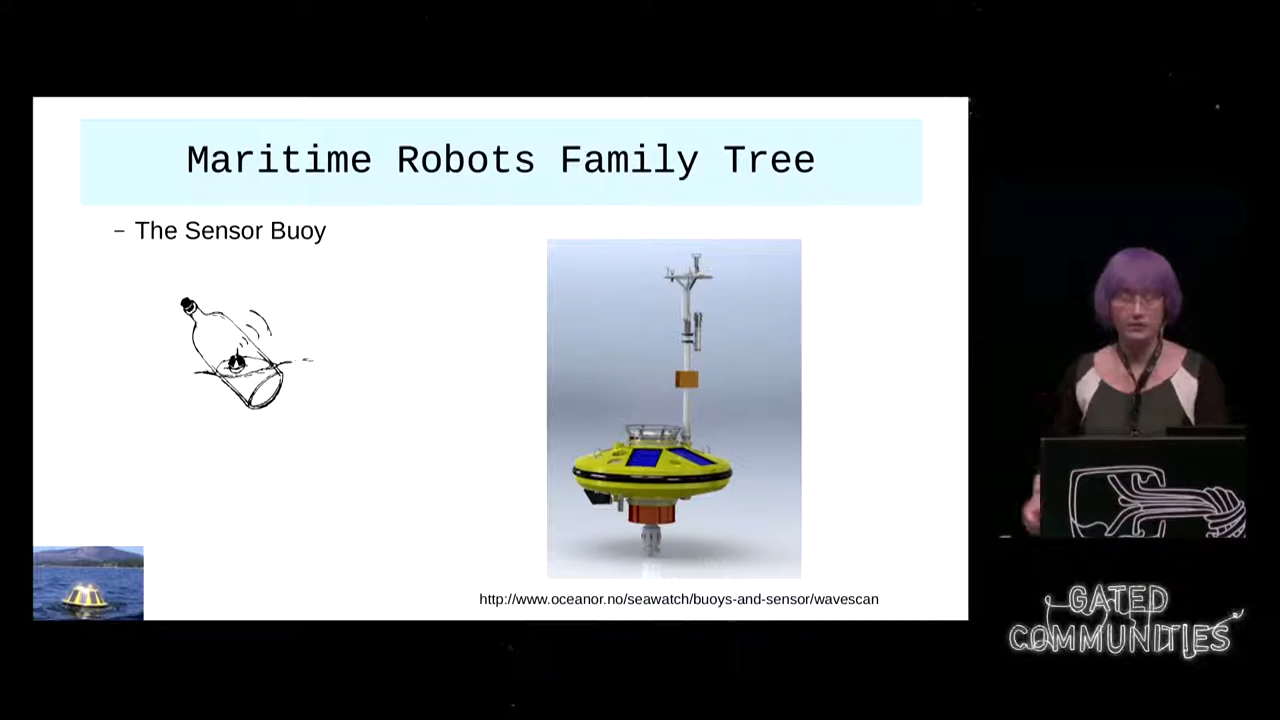 Maritime Robots Family Tree
– The Sensor Buoy
http://www.oceanor.no/seawatch/buoys-and-sensor/wavescan
GATED
COMMUNITIES